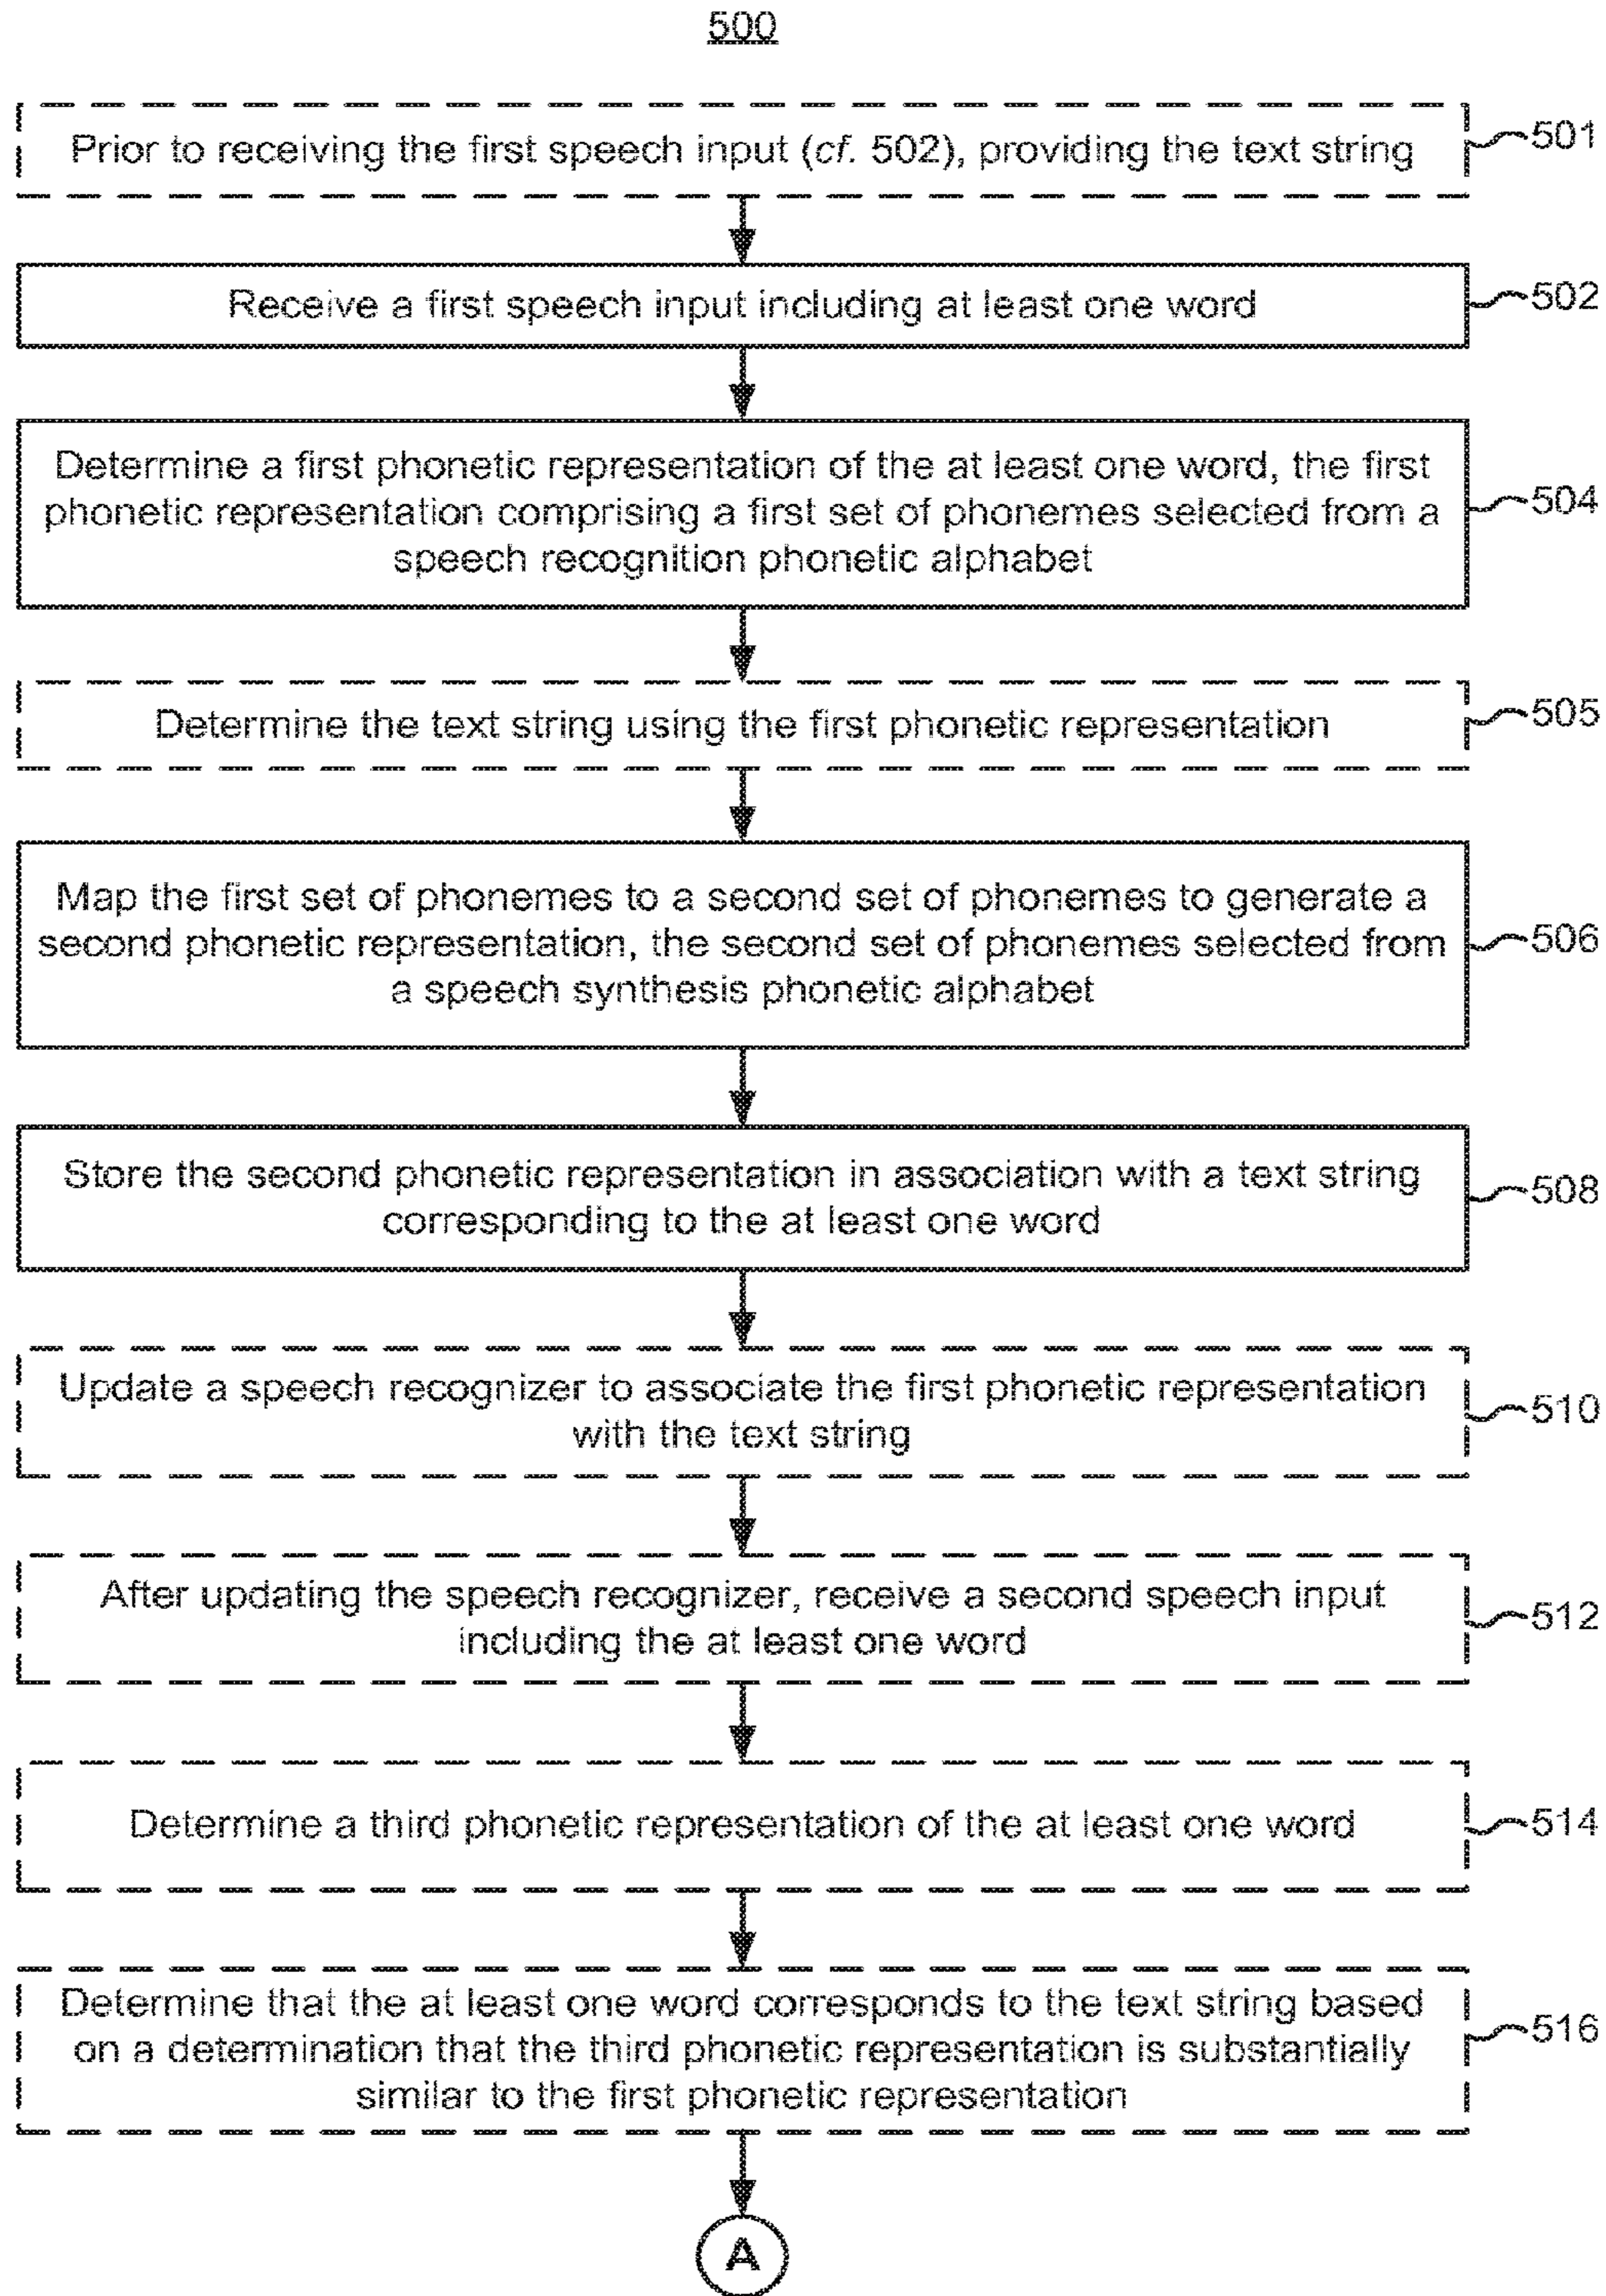 500
Prior to receiving the first speech input (cf. 502), providing the text string
501
Receive a first speech input including at least one word
502
Determine a first phonetic representation of the at least one word, the first
phonetic representation comprising a first set of phonemes selected from a
speech recognition phonetic alphabet
504
Determine the text string using the first phonetic representation
505
Map the first set of phonemes to a second set of phonemes to generate a
second phonetic representation, the second set of phonemes selected from
a speech synthesis phonetic alphabet
506
Store the second phonetic representation in association with a text string
corresponding to the at least one word
508
Update a speech recognizer to associate the first phonetic representation
with the text string
510
After updating the speech recognizer, receive a second speech input
including the at least one word
512
Determine a third phonetic representation of the at least one word
514
Determine that the at least one word corresponds to the text string based
on a determination that the third phonetic representation is substantially
similar to the first phonetic representation
516
A